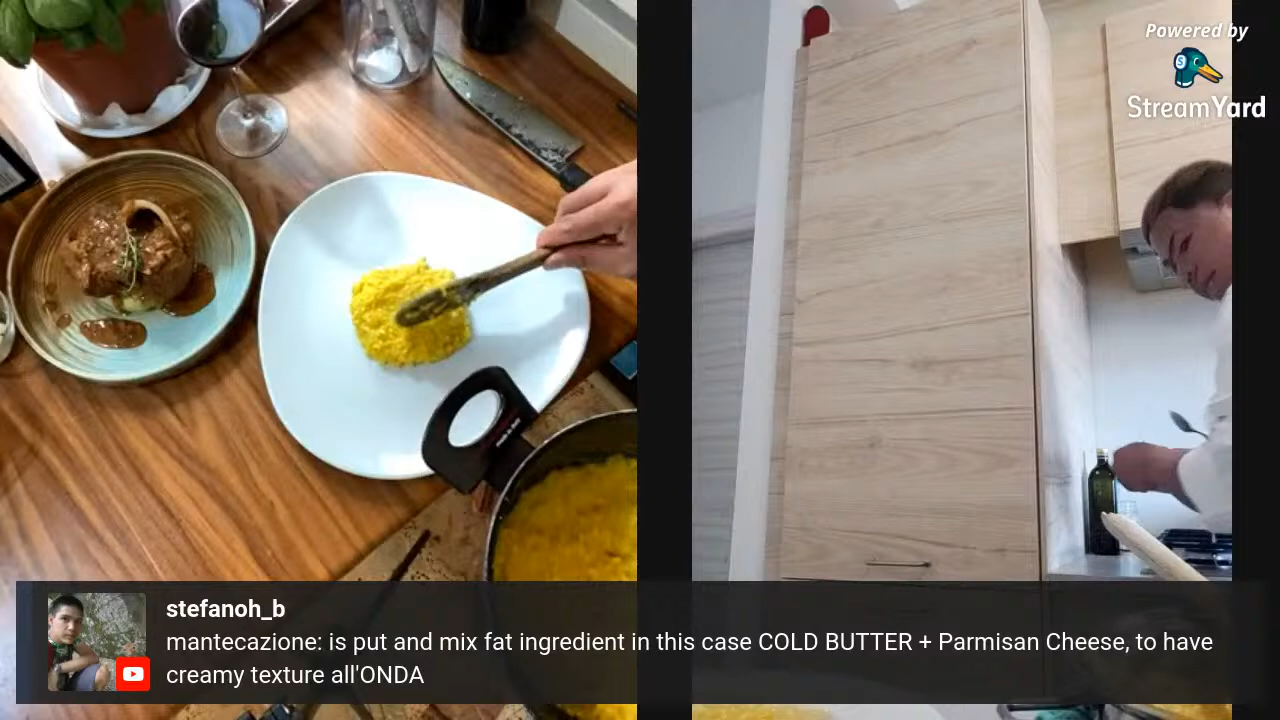 Powered by
StreamYard
stefanoh_b
mantecazione: is put and mix fat ingredient in this case COLD BUTTER + Parmisan Cheese, to have
creamy texture all'ONDA